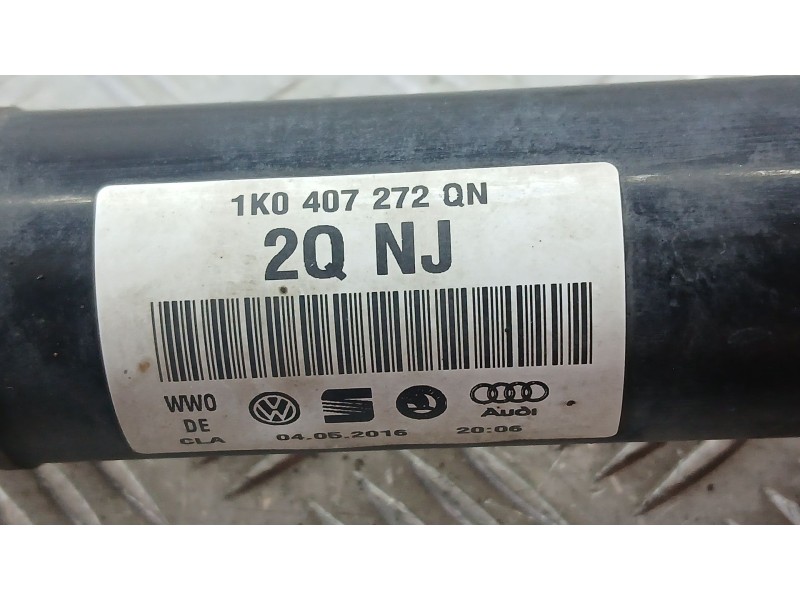 1K0 407 272 QN
2Q NJ
WW0
DE
CLA
Audi
04.05.2016 20:06